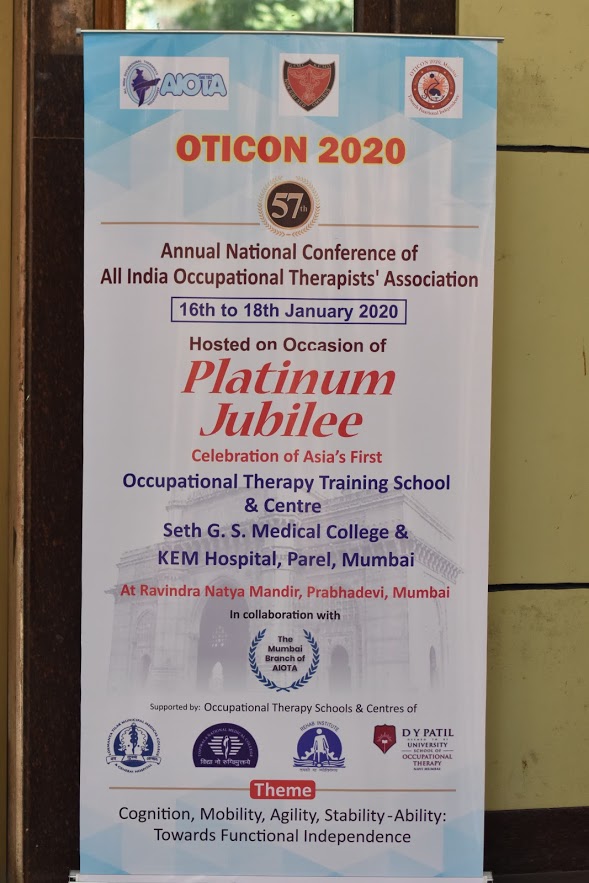 AIOTA
OTICON 2020
57th
Annual National Conference of
All India Occupational Therapists' Association
16th to 18th January 2020
Hosted on Occasion of
Platinum
Jubilee
Celebration of Asia's First
Occupational Therapy Training School
& Centre
Seth G. S. Medical College &
KEM Hospital, Parel, Mumbai
At Ravindra Natya Mandir, Prabhadevi, Mumbai
In collaboration with
The
Mumbai
Branch of
AIOTA
Supported by: Occupational Therapy Schools & Centres of
D Y PATIL
UNIVERSITY
SCHOOL OF
OCCUPATIONAL
THERAPY
Theme
Cognition, Mobility, Agility, Stability-Ability:
Towards Functional Independence